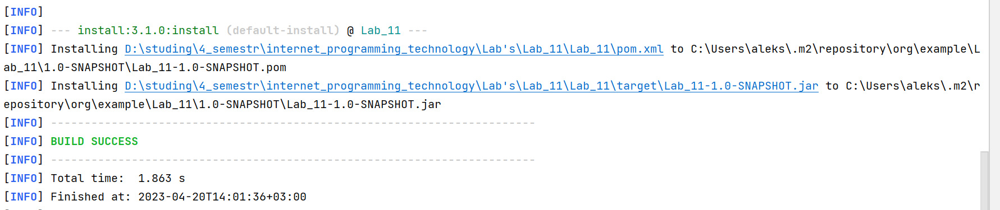 [INFO]
[INFO] --- install:3.1.0:install (default-install) @ Lab_11 ---
[INFO] Installing D:\studing\4_semestr\internet_programming_technology\Lab's\Lab_11\Lab_11\pom.xml to C:\Users\aleks\.m2\repository\org\example\L
ab_11\1.0-SNAPSHOT\Lab_11-1.0-SNAPSHOT.pom
[INFO] Installing D:\studing\4_semestr\internet_programming_technology\Lab's\Lab_11\Lab_11\target\Lab_11-1.0-SNAPSHOT.jar to C:\Users\aleks\.m2\r
epository\org\example\Lab_11\1.0-SNAPSHOT\Lab_11-1.0-SNAPSHOT.jar
[INFO] ------------------------------------------------------------------------
[INFO] BUILD SUCCESS
[INFO] ------------------------------------------------------------------------
[INFO] Total time:  1.863 s
[INFO] Finished at: 2023-04-20T14:01:36+03:00